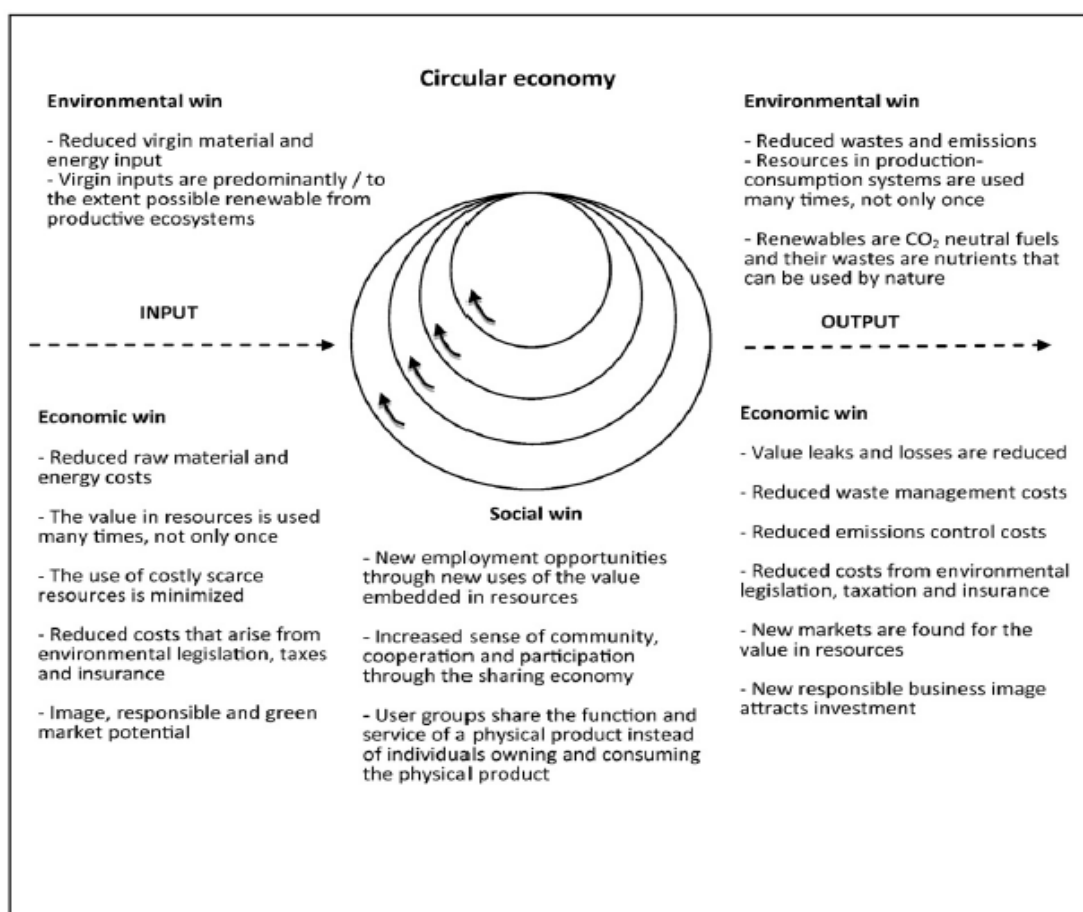 Circular economy
Environmental win
- Reduced virgin material and
energy input
- Virgin inputs are predominantly / to
the extent possible renewable from
productive ecosystems
INPUT
Economic win
- Reduced raw material and
energy costs
- The value in resources is used
many times, not only once
- The use of costly scarce
resources is minimized
- Reduced costs that arise from
environmental legislation, taxes
and insurance
- Image, responsible and green
market potential
Social win
- New employment opportunities
through new uses of the value
embedded in resources
- Increased sense of community,
cooperation and participation
through the sharing economy
- User groups share the function and
service of a physical product instead
of individuals owning and consuming
the physical product
Environmental win
- Reduced wastes and emissions
- Resources in production-
consumption systems are used
many times, not only once
- Renewables are CO₂ neutral fuels
and their wastes are nutrients that
can be used by nature
OUTPUT
Economic win
- Value leaks and losses are reduced
- Reduced waste management costs
- Reduced emissions control costs
- Reduced costs from environmental
legislation, taxation and insurance
- New markets are found for the
value in resources
- New responsible business image
attracts investment